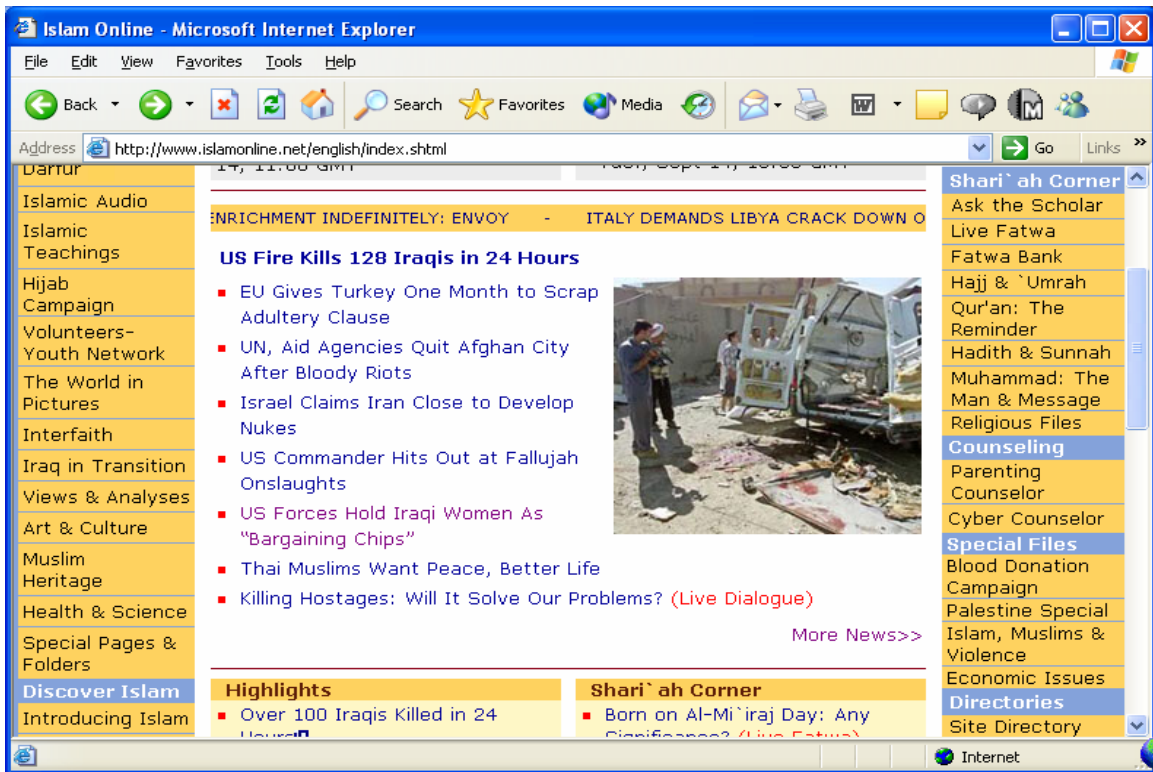 Islam Online - Microsoft Internet Explorer
File Edit View Favorites Tools Help
Back Search Favorites Media
Address http://www.islamonline.net/english/index.shtml Go Links »
Darfur
Islamic Audio
Islamic
Teachings
Hijab
Campaign
Volunteers-
Youth Network
The World in
Pictures
Interfaith
Iraq in Transition
Views & Analyses
Art & Culture
Muslim
Heritage
Health & Science
Special Pages &
Folders
Discover Islam
Introducing Islam
14, 11:00 GMT
ENRICHMENT INDEFINITELY: ENVOY - ITALY DEMANDS LIBYA CRACK DOWN O
US Fire Kills 128 Iraqis in 24 Hours
EU Gives Turkey One Month to Scrap
Adultery Clause
UN, Aid Agencies Quit Afghan City
After Bloody Riots
Israel Claims Iran Close to Develop
Nukes
US Commander Hits Out at Fallujah
Onslaughts
US Forces Hold Iraqi Women As
"Bargaining Chips"
Thai Muslims Want Peace, Better Life
Killing Hostages: Will It Solve Our Problems? (Live Dialogue)
More News>>
Highlights
Over 100 Iraqis Killed in 24
Hours
Shari`ah Corner
Born on Al-Mi`iraj Day: Any
Significance? (Live Fatwa)
Shari`ah Corner
Ask the Scholar
Live Fatwa
Fatwa Bank
Hajj & `Umrah
Qur'an: The
Reminder
Hadith & Sunnah
Muhammad: The
Man & Message
Religious Files
Counseling
Parenting
Counselor
Cyber Counselor
Special Files
Blood Donation
Campaign
Palestine Special
Islam, Muslims &
Violence
Economic Issues
Directories
Site Directory
Internet